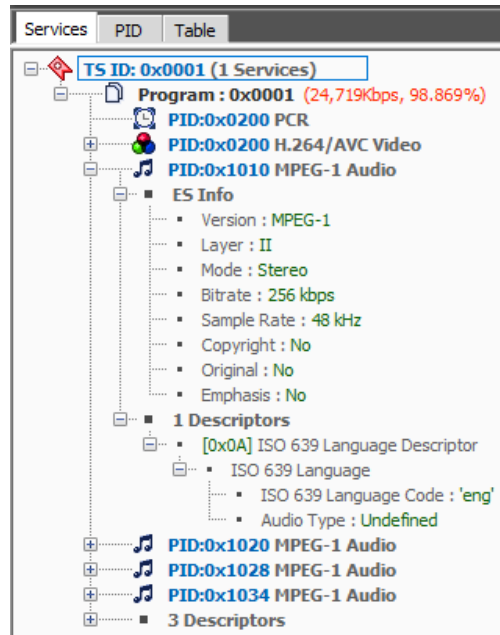 Services PID Table
TS ID: 0x0001 (1 Services)
Program : 0x0001 (24,719Kbps, 98.869%)
PID:0x0200 PCR
PID:0x0200 H.264/AVC Video
PID:0x1010 MPEG-1 Audio
ES Info
Version : MPEG-1
Layer : II
Mode : Stereo
Bitrate : 256 kbps
Sample Rate : 48 kHz
Copyright : No
Original : No
Emphasis : No
1 Descriptors
[0x0A] ISO 639 Language Descriptor
ISO 639 Language
ISO 639 Language Code : 'eng'
Audio Type : Undefined
PID:0x1020 MPEG-1 Audio
PID:0x1028 MPEG-1 Audio
PID:0x1034 MPEG-1 Audio
3 Descriptors